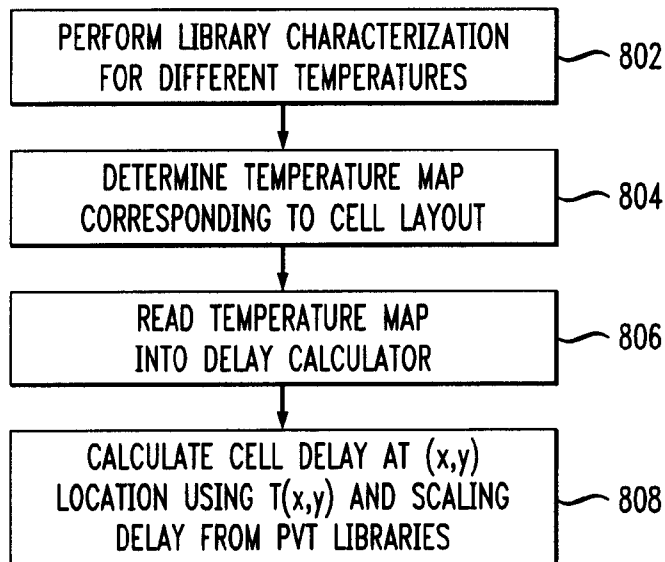 PERFORM LIBRARY CHARACTERIZATION
FOR DIFFERENT TEMPERATURES
802
DETERMINE TEMPERATURE MAP
CORRESPONDING TO CELL LAYOUT
804
READ TEMPERATURE MAP
INTO DELAY CALCULATOR
806
CALCULATE CELL DELAY AT (x,y)
LOCATION USING T(x,y) AND SCALING
DELAY FROM PVT LIBRARIES
808